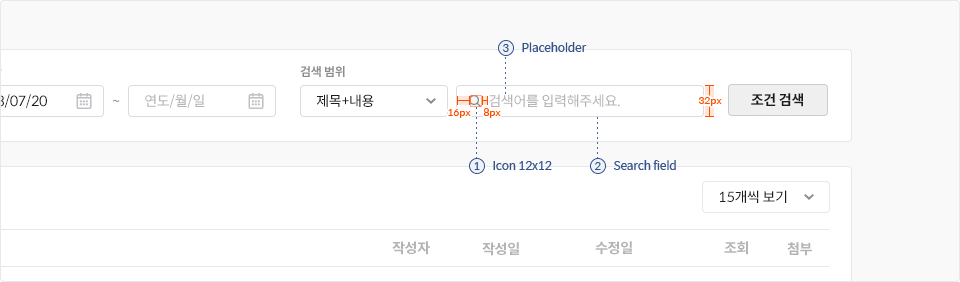 3 Placeholder
검색 범위
3/07/20 ~ 연도/월/일 제목+내용 검색어를 입력해주세요. 32px 조건 검색
16px 8px
1 Icon 12x12 2 Search field
15개씩 보기
작성자 작성일 수정일 조회 첨부